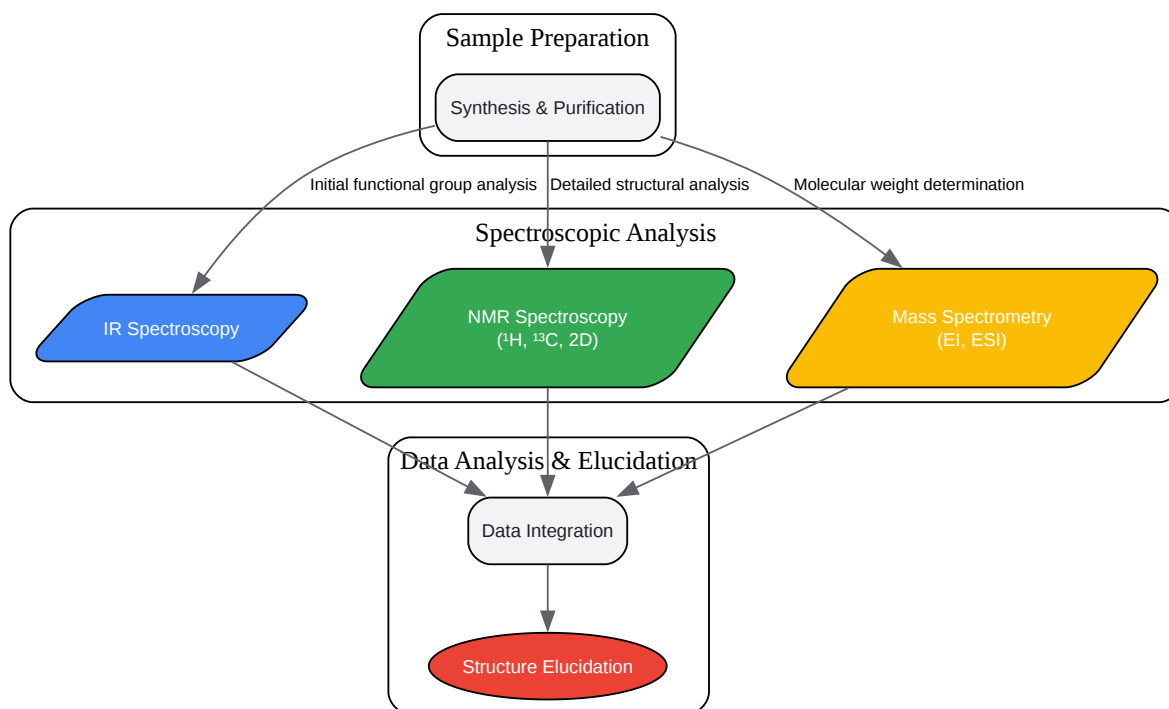 Sample Preparation
Synthesis & Purification
Initial functional group analysis
Detailed structural analysis
Molecular weight determination
Spectroscopic Analysis
IR Spectroscopy
NMR Spectroscopy
(¹H, ¹³C, 2D)
Mass Spectrometry
(EI, ESI)
Data Analysis & Elucidation
Data Integration
Structure Elucidation